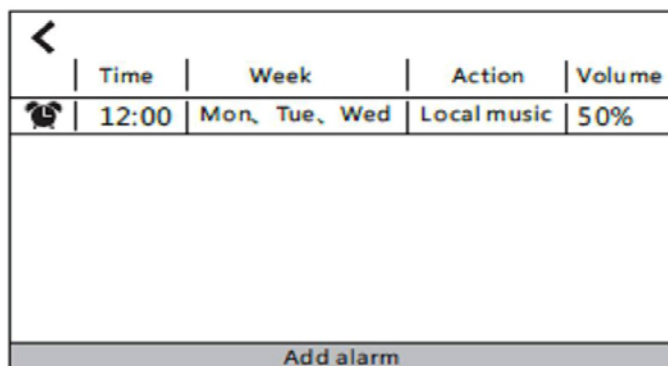 Time Week Action Volume
12:00 Mon、Tue、Wed Local music 50%
Add alarm